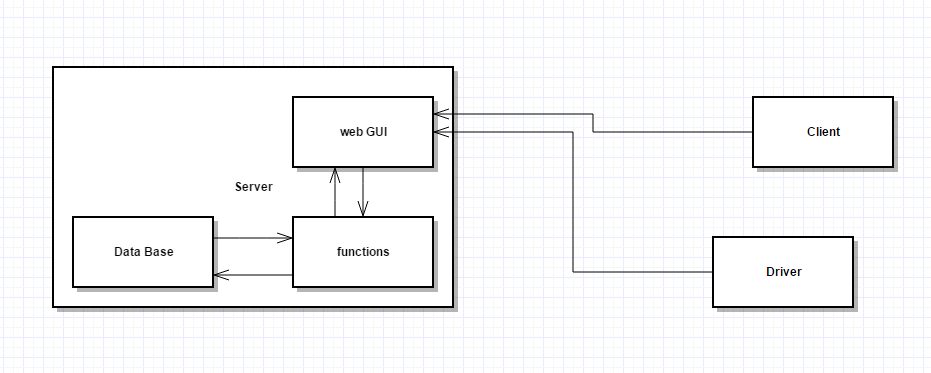 web GUI
Client
Server
Data Base
functions
Driver